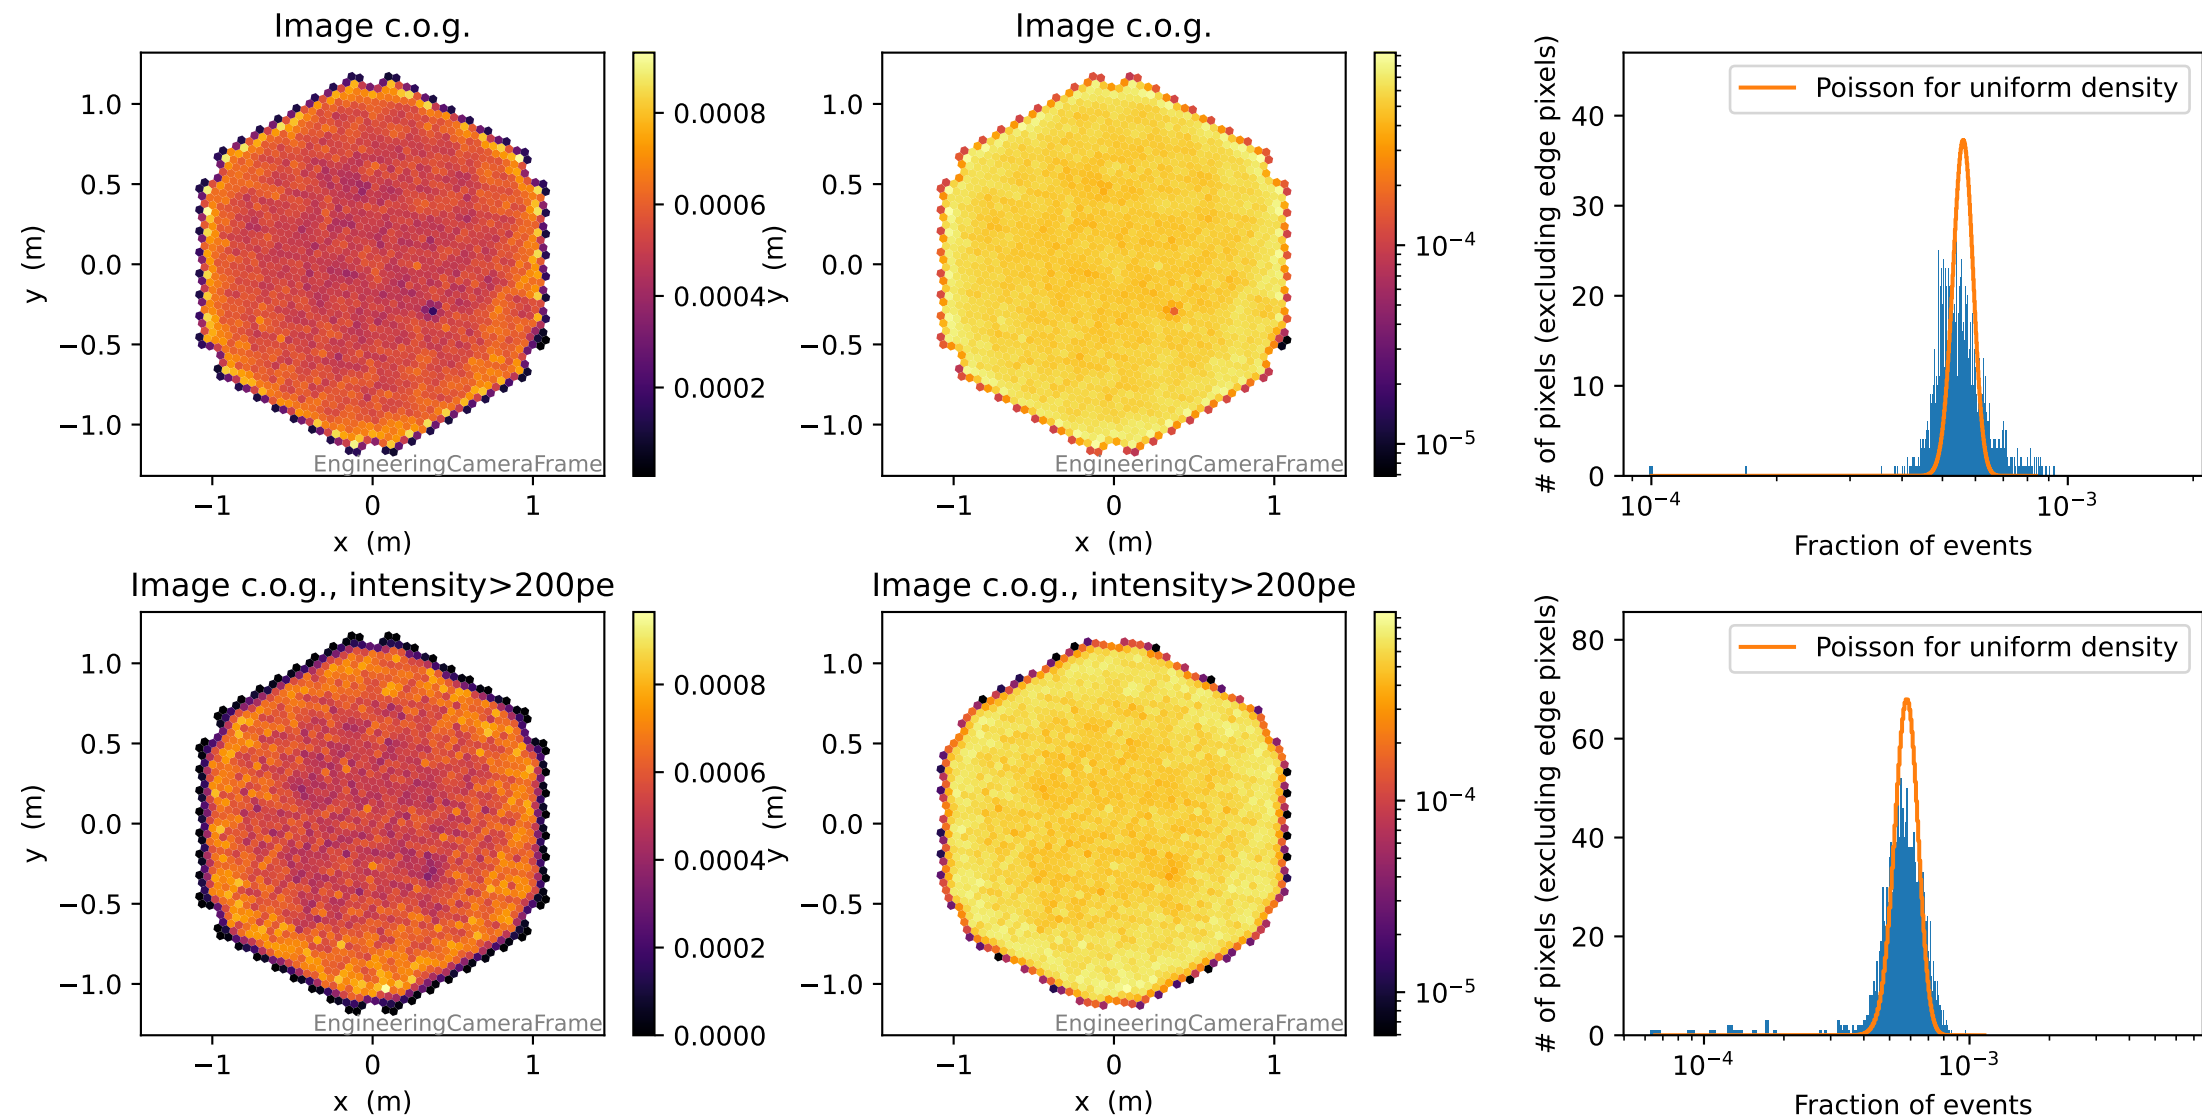 Image c.o.g.
y (m)
1.0
0.5
0.0
−0.5
−1.0
−1
0
1
x (m)
EngineeringCameraFrame
0.0008
0.0006
0.0004
0.0002
Image c.o.g.
y (m)
1.0
0.5
0.0
−0.5
−1.0
−1
0
1
x (m)
EngineeringCameraFrame
10⁻⁴
10⁻⁵
# of pixels (excluding edge pixels)
40
30
20
10
0
Poisson for uniform density
10⁻⁴
10⁻³
Fraction of events
Image c.o.g., intensity>200pe
y (m)
1.0
0.5
0.0
−0.5
−1.0
−1
0
1
x (m)
EngineeringCameraFrame
0.0008
0.0006
0.0004
0.0002
0.0000
Image c.o.g., intensity>200pe
y (m)
1.0
0.5
0.0
−0.5
−1.0
−1
0
1
x (m)
EngineeringCameraFrame
10⁻⁴
10⁻⁵
# of pixels (excluding edge pixels)
80
60
40
20
0
Poisson for uniform density
10⁻⁴
10⁻³
Fraction of events